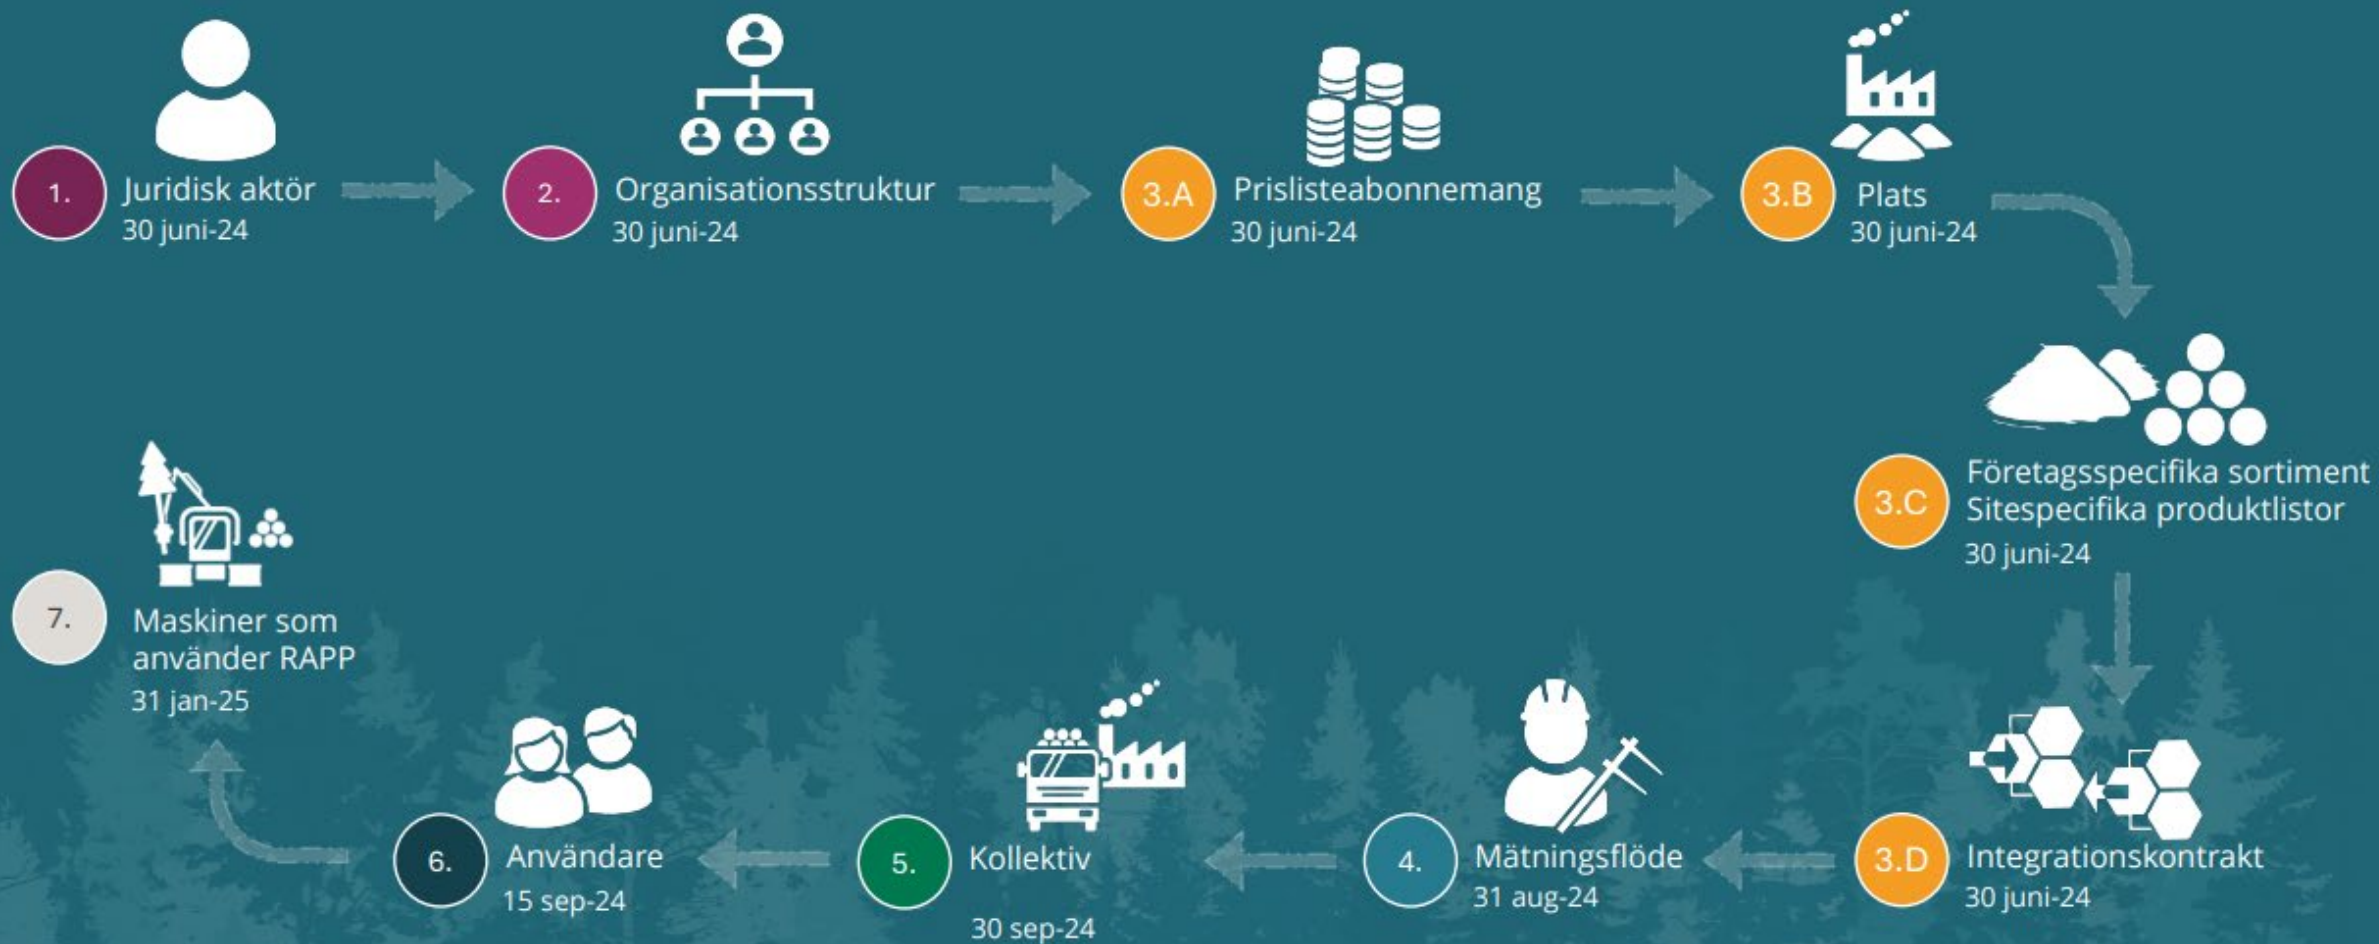 1.
Juridisk aktör
30 juni-24
2.
Organisationsstruktur
30 juni-24
3.A
Prislisteabonnemang
30 juni-24
3.B
Plats
30 juni-24
3.C
Företagsspecifika sortiment
Sitespecifika produktlistor
30 juni-24
3.D
Integrationskontrakt
30 juni-24
4.
Mätningsflöde
31 aug-24
5.
Kollektiv
30 sep-24
6.
Användare
15 sep-24
7.
Maskiner som
använder RAPP
31 jan-25